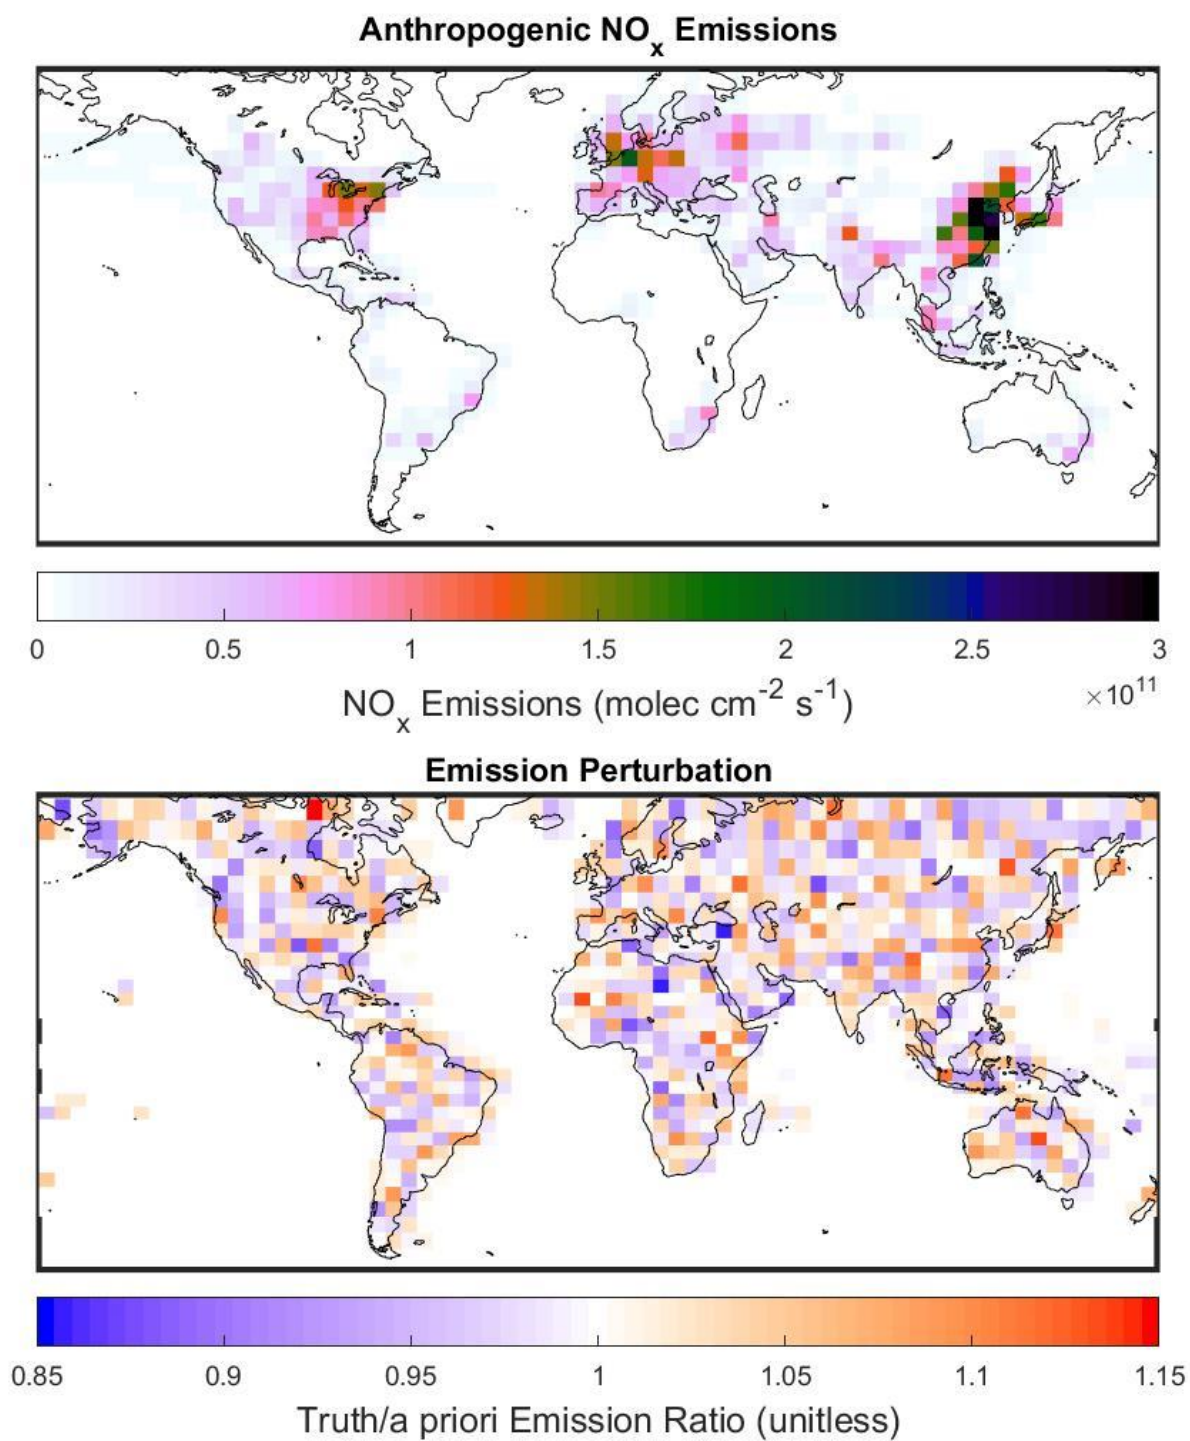 Anthropogenic NOx Emissions
0 0.5 1 1.5 2 2.5 3
×10^11
NOx Emissions (molec cm^-2 s^-1)
Emission Perturbation
0.85 0.9 0.95 1 1.05 1.1 1.15
Truth/a priori Emission Ratio (unitless)